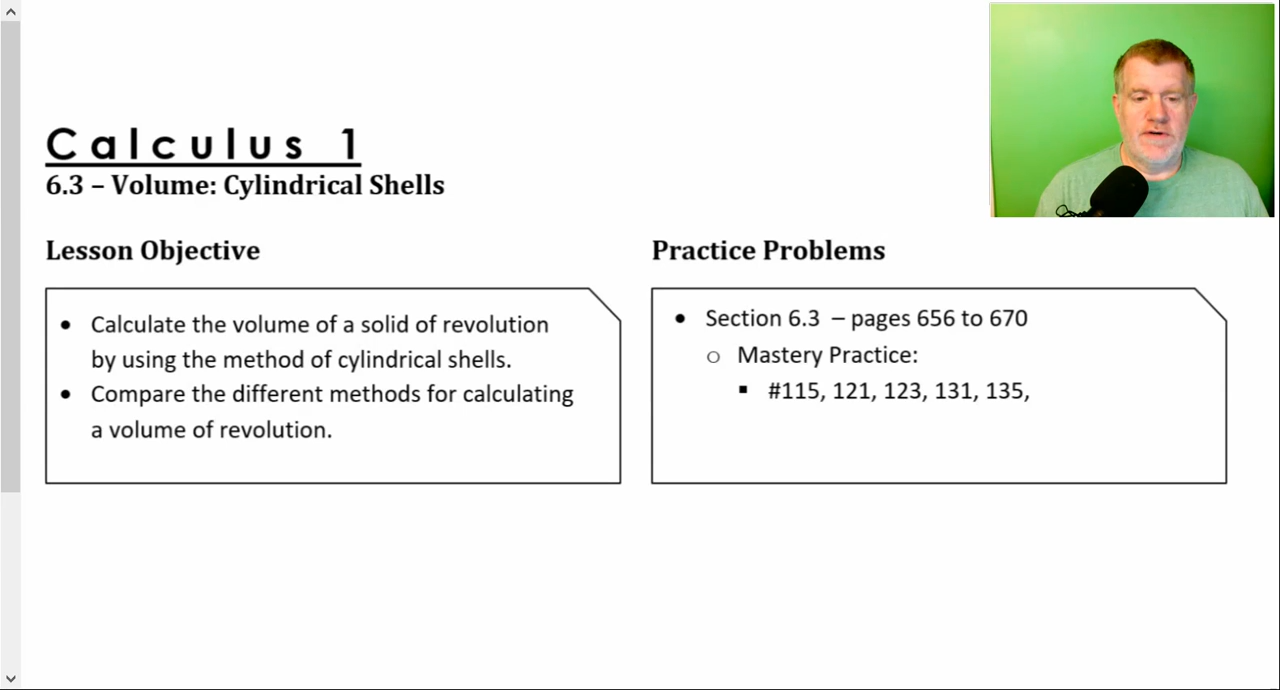 Calculus 1
6.3 – Volume: Cylindrical Shells
Lesson Objective
• Calculate the volume of a solid of revolution
by using the method of cylindrical shells.
• Compare the different methods for calculating
a volume of revolution.
Practice Problems
• Section 6.3 – pages 656 to 670
o Mastery Practice:
▪ #115, 121, 123, 131, 135,